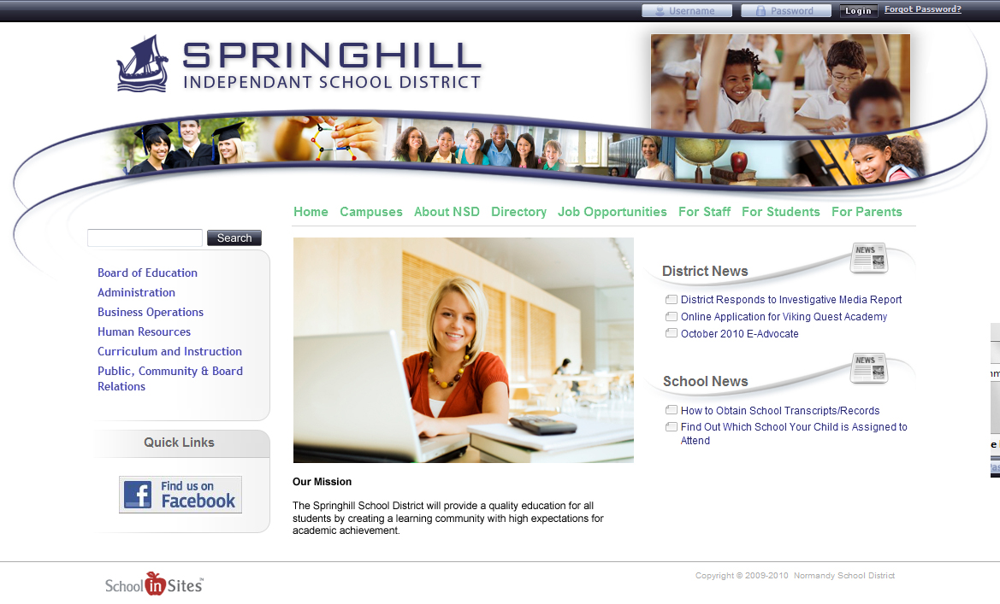 Username
Password
Login
Forgot Password?
SPRINGHILL
INDEPENDANT SCHOOL DISTRICT
Home Campuses About NSD Directory Job Opportunities For Staff For Students For Parents
Search
Board of Education
Administration
Business Operations
Human Resources
Curriculum and Instruction
Public, Community & Board
Relations
Quick Links
Find us on
Facebook
Our Mission
The Springhill School District will provide a quality education for all
students by creating a learning community with high expectations for
academic achievement.
NEWS
District News
District Responds to Investigative Media Report
Online Application for Viking Quest Academy
October 2010 E-Advocate
NEWS
School News
How to Obtain School Transcripts/Records
Find Out Which School Your Child is Assigned to
Attend
School in Sites
Copyright © 2009-2010 Normandy School District